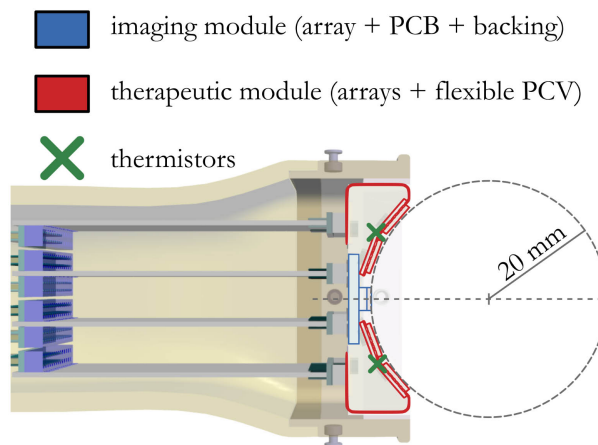 imaging module (array + PCB + backing)
therapeutic module (arrays + flexible PCV)
thermistors
20 mm